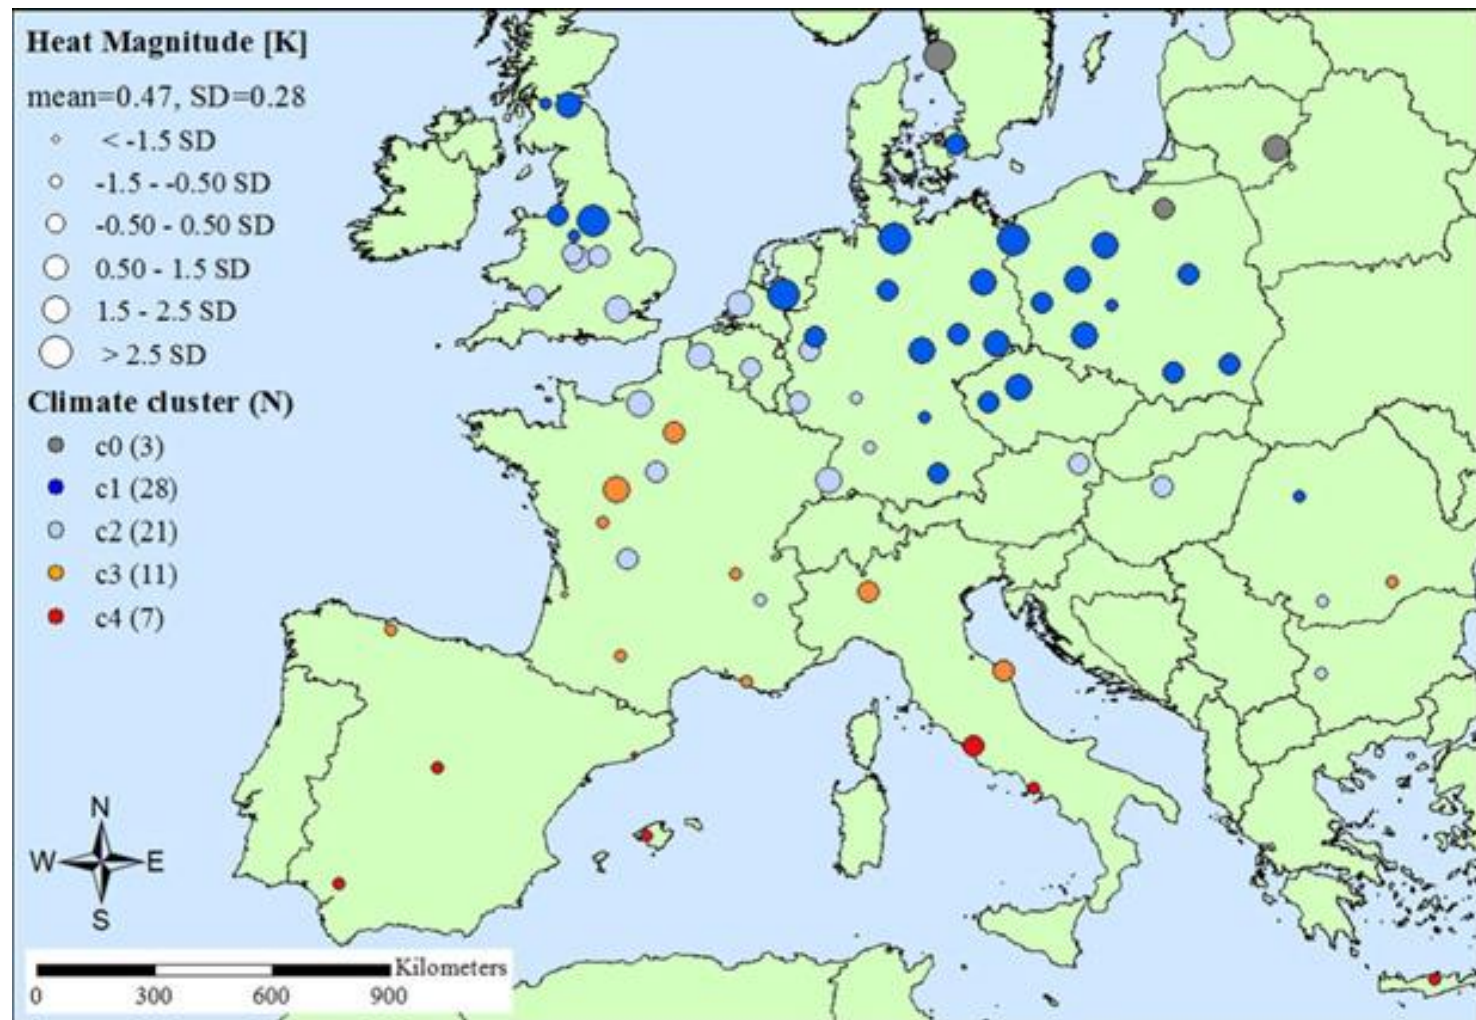 Heat Magnitude [K]
mean=0.47, SD=0.28
< -1.5 SD
-1.5 - -0.50 SD
-0.50 - 0.50 SD
0.50 - 1.5 SD
1.5 - 2.5 SD
> 2.5 SD
Climate cluster (N)
c0 (3)
c1 (28)
c2 (21)
c3 (11)
c4 (7)
N
W E
S
Kilometers
0 300 600 900